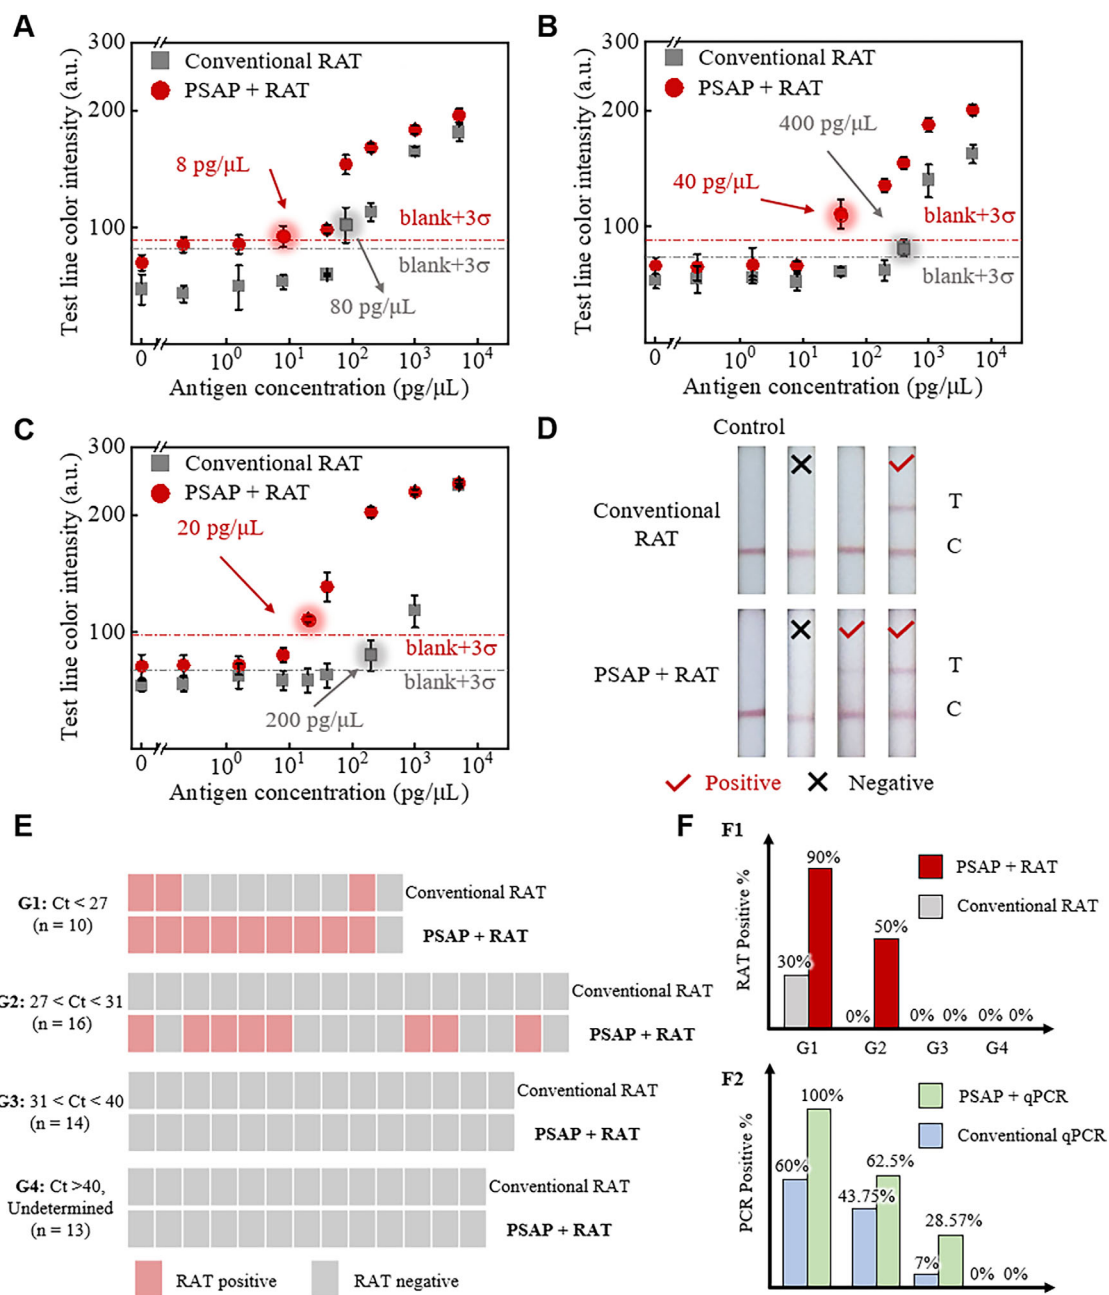 A
300
200
100
Test line color intensity (a.u.)
Conventional RAT
PSAP + RAT
8 pg/μL
blank+3σ
blank+3σ
80 pg/μL
0
10⁰
10¹
10²
10³
10⁴
Antigen concentration (pg/μL)
B
300
200
100
Test line color intensity (a.u.)
Conventional RAT
PSAP + RAT
400 pg/μL
40 pg/μL
blank+3σ
blank+3σ
0
10⁰
10¹
10²
10³
10⁴
Antigen concentration (pg/μL)
C
300
200
100
Test line color intensity (a.u.)
Conventional RAT
PSAP + RAT
20 pg/μL
blank+3σ
blank+3σ
200 pg/μL
0
10⁰
10¹
10²
10³
10⁴
Antigen concentration (pg/μL)
D
Control
Conventional
RAT
T
C
PSAP + RAT
T
C
Positive
Negative
E
G1: Ct < 27
(n = 10)
Conventional RAT
PSAP + RAT
G2: 27 < Ct < 31
(n = 16)
Conventional RAT
PSAP + RAT
G3: 31 < Ct < 40
(n = 14)
Conventional RAT
PSAP + RAT
G4: Ct >40,
Undetermined
(n = 13)
Conventional RAT
PSAP + RAT
RAT positive
RAT negative
F
F1
RAT Positive %
PSAP + RAT
Conventional RAT
30%
90%
0%
50%
0%
0%
0%
0%
G1
G2
G3
G4
F2
PCR Positive %
PSAP + qPCR
Conventional qPCR
60%
100%
43.75%
62.5%
7%
28.57%
0%
0%